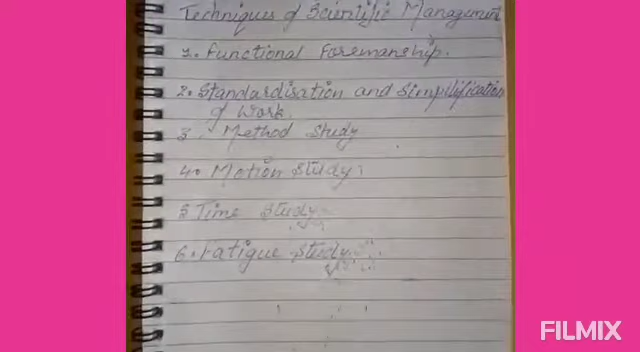 Techniques of Scientific Management
1. Functional Foremanship.
2. Standardisation and Simplification
of Work.
3. Method Study
4. Motion Study
5 Time Study
6. Fatigue Study
FILMIX